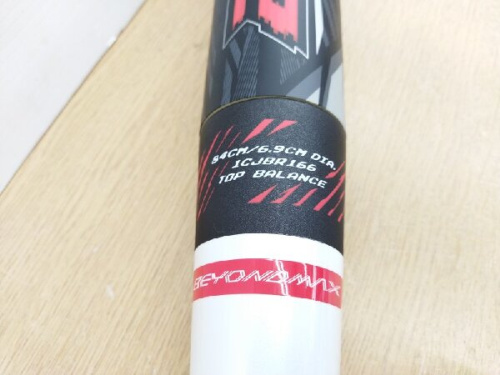 84CM/6.9CM DIA.
1CJBR166
TOP BALANCE
BEYONDMAX